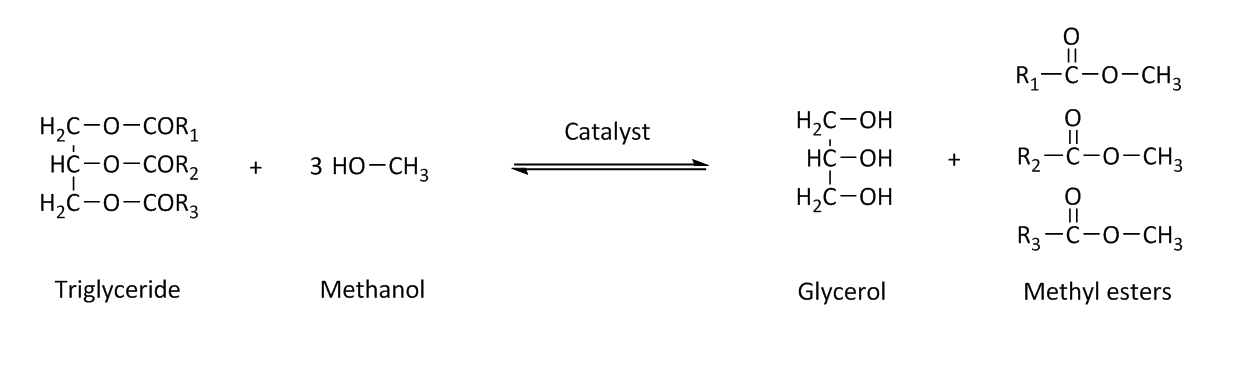 H₂C–O–COR₁
HC–O–COR₂
H₂C–O–COR₃
Triglyceride
+
3 HO–CH₃
Methanol
Catalyst
H₂C–OH
HC–OH
H₂C–OH
Glycerol
+
O
R₁–C–O–CH₃
O
R₂–C–O–CH₃
O
R₃–C–O–CH₃
Methyl esters